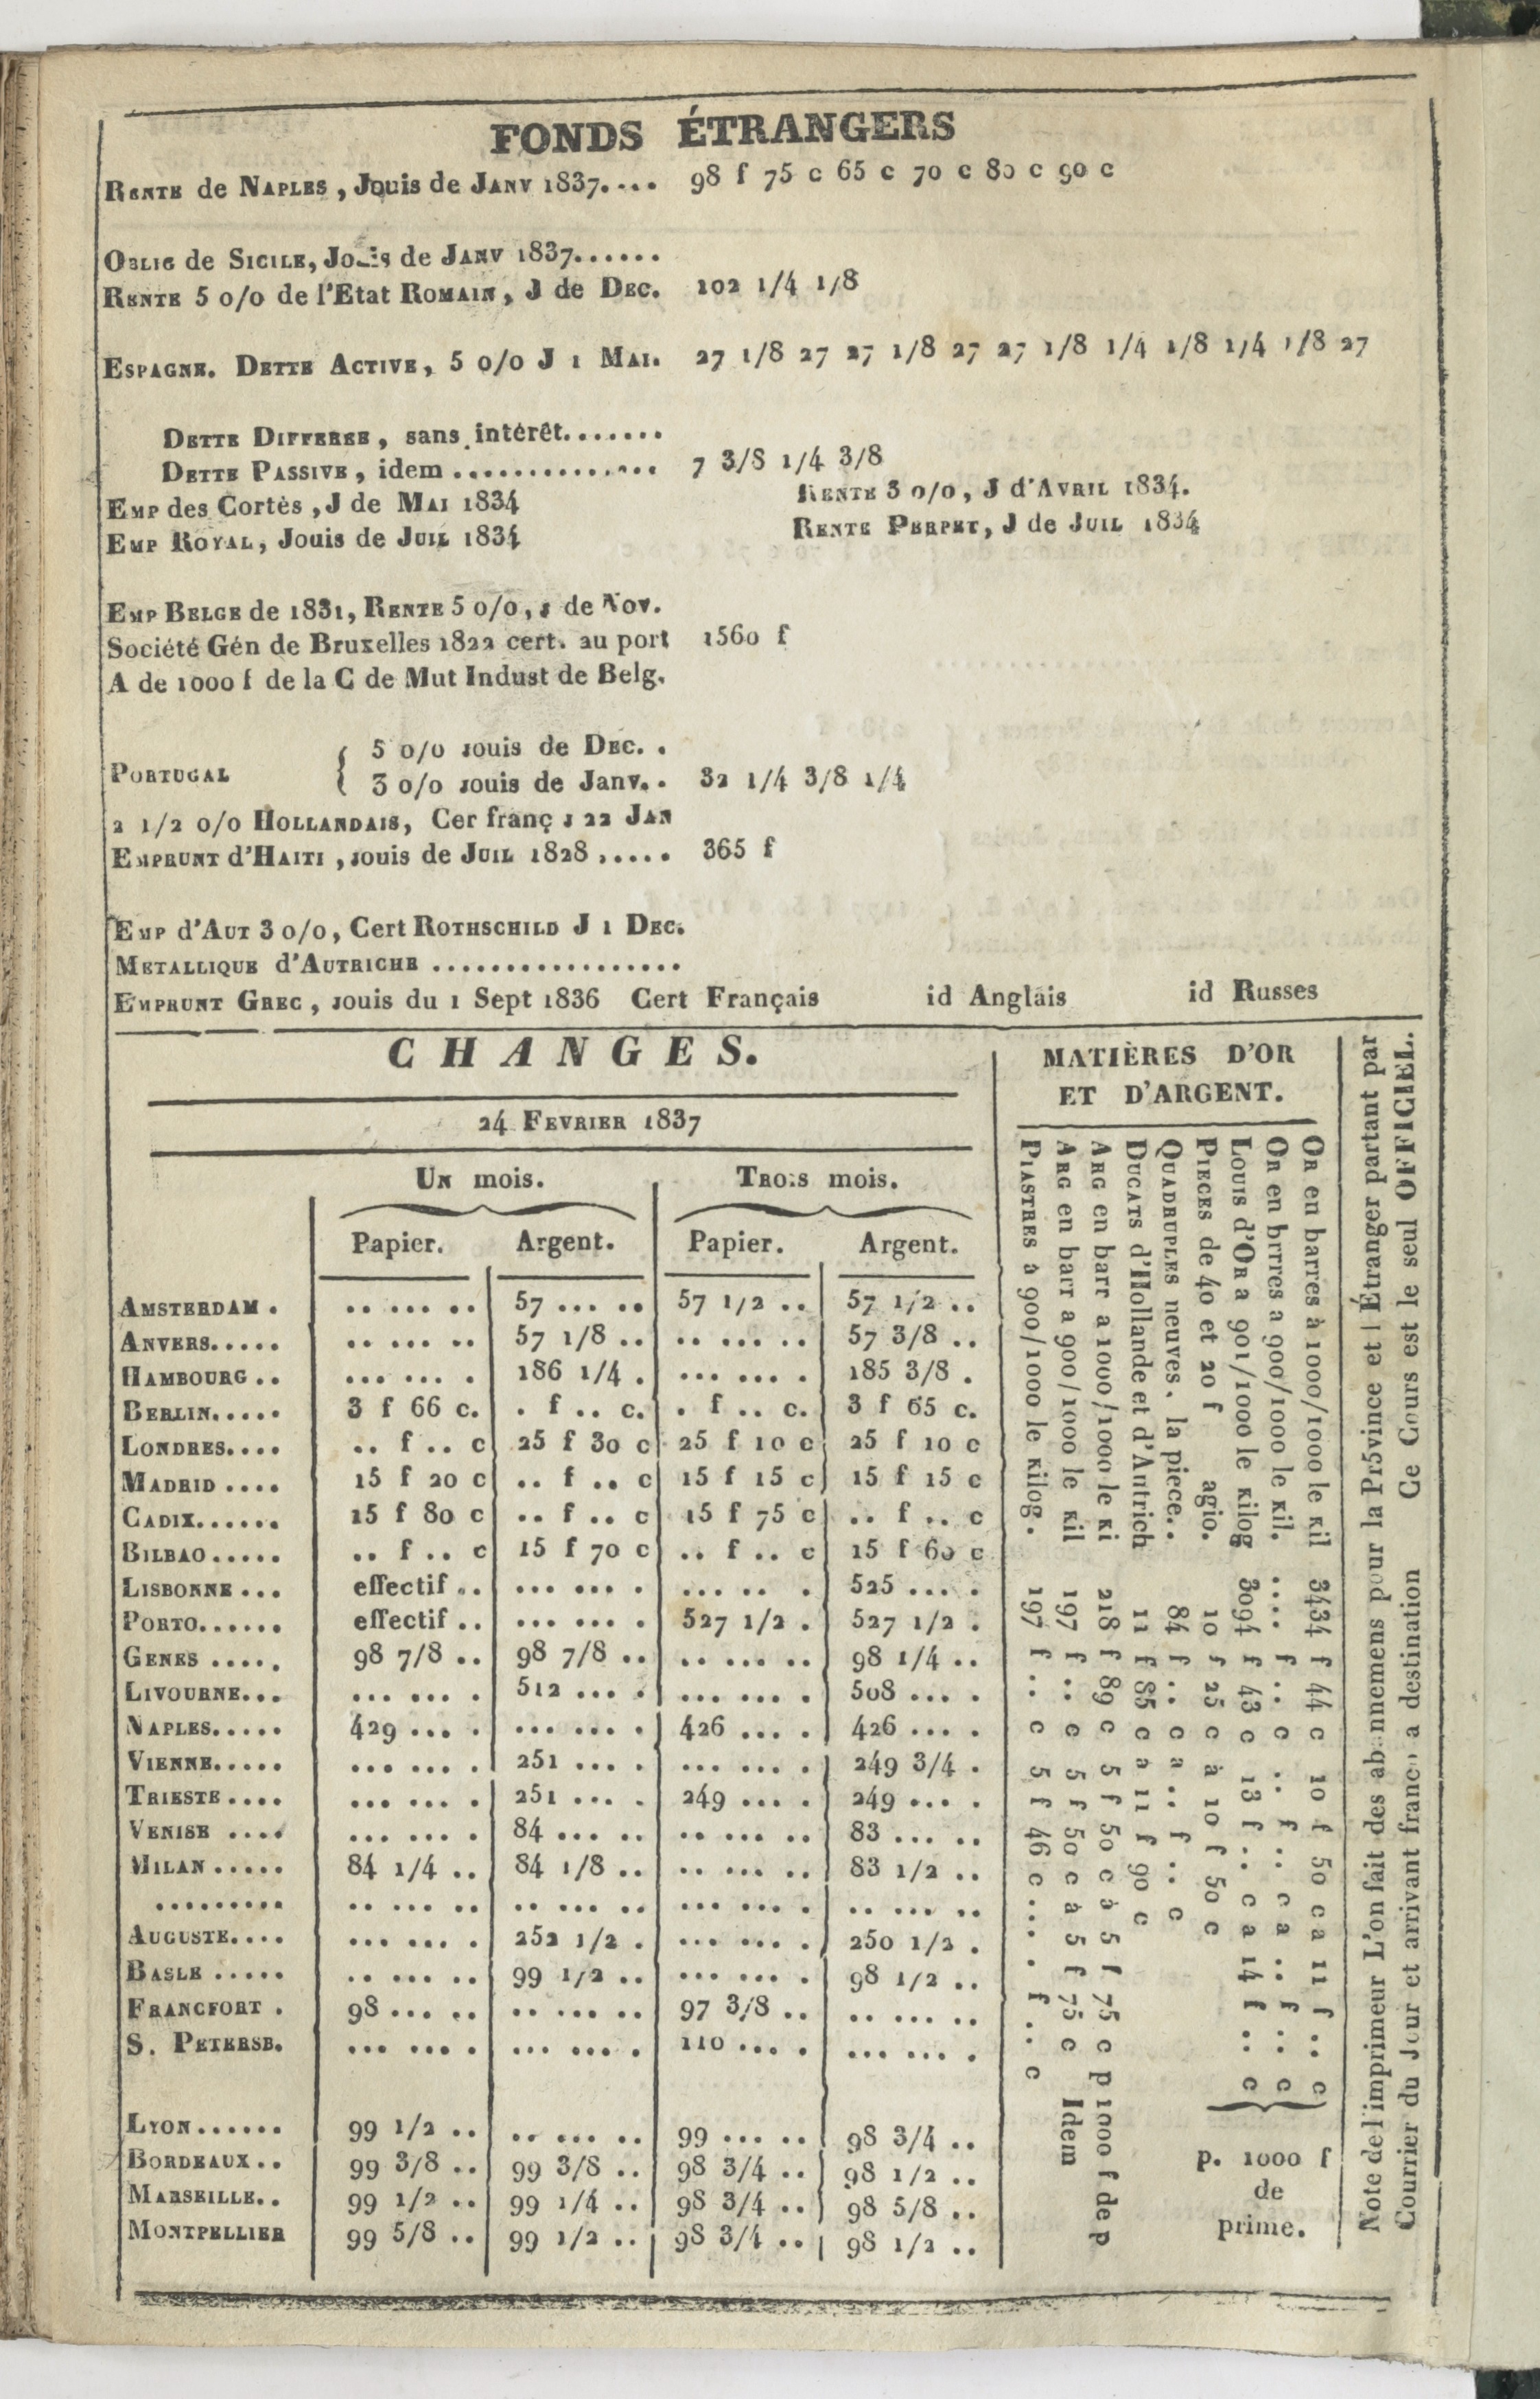 FONDS ÉTRANGERS
RENTE de NAPLES, Jouis de JANV 1837.... 98 f 75 c 65 c 70 c 80 c 90 c
OBLIG de SICILE, Jouis de JANV 1837......
RENTE 5 0/0 de l'Etat ROMAIN, J de DEC. 102 1/4 1/8
ESPAGNE. DETTE ACTIVE, 5 0/0 J 1 MAI. 27 1/8 27 27 1/8 27 27 1/8 1/4 1/8 1/4 1/8 27
DETTE DIFFEREE, sans intérêt.......
DETTE PASSIVE, idem .............. 7 3/8 1/4 3/8
EMP des Cortès, J de MAI 1834 RENTE 3 0/0, J d'AVRIL 1834.
EMP ROYAL, Jouis de JUIL 1834 RENTE PERPET, J de JUIL 1834
EMP BELGE de 1831, RENTE 5 0/0, J de Nov.
Société Gén de Bruxelles 1822 cert. au port 1560 f
A de 1000 f de la C de Mut Indust de Belg.
PORTUGAL { 5 0/0 Jouis de DEC. .
3 0/0 Jouis de Janv. . 32 1/4 3/8 1/4
2 1/2 0/0 HOLLANDAIS, Cer franç J 22 JAN
EMPRUNT d'HAITI, Jouis de JUIL 1828,.... 365 f
EMP d'AUT 3 0/0, Cert ROTHSCHILD J 1 DEC.
METALLIQUE d'AUTRICHE .................
EMPRUNT GREC, Jouis du 1 Sept 1836 Cert Français id Anglais id Russes
CHANGES.
24 FEVRIER 1837
UN mois. TROIS mois.
Papier. Argent. Papier. Argent.
AMSTERDAM . .. ... .. 57 ... .. 57 1/2 .. 57 1/2 ..
ANVERS..... .. ... .. 57 1/8 .. .. ... .. 57 3/8 ..
HAMBOURG .. ... ... . 186 1/4 . ... ... . 185 3/8 .
BERLIN..... 3 f 66 c. . f .. c. . f .. c. 3 f 65 c.
LONDRES.... .. f .. c 25 f 30 c 25 f 10 c 25 f 10 c
MADRID .... 15 f 20 c .. f .. c 15 f 15 c 15 f 15 c
CADIX...... 15 f 80 c .. f .. c 15 f 75 c .. f .. c
BILBAO..... .. f .. c 15 f 70 c .. f .. c 15 f 60 c
LISBONNE ... effectif .. ... ... . ... .. . 525 ... .
PORTO...... effectif .. ... ... . 527 1/2 . 527 1/2 .
GENES ..... 98 7/8 .. 98 7/8 .. .. ... .. 98 1/4 ..
LIVOURNE... ... ... . 512 ... . ... ... . 508 ... .
NAPLES..... 429 ... . ... ... . 426 ... . 426 ... .
VIENNE..... ... ... . 251 ... . ... ... . 249 3/4 .
TRIESTE .... ... ... . 251 ... . 249 ... . 249 ... .
VENISE .... ... ... . 84 ... .. .. ... .. 83 ... ..
MILAN ..... 84 1/4 .. 84 1/8 .. .. ... .. 83 1/2 ..
......... .. ... .. .. ... .. ... ... . .. ... ..
AUGUSTE.... ... ... . 252 1/2 . ... ... . 250 1/2 .
BASLE ..... .. ... .. 99 1/2 .. ... ... . 98 1/2 ..
FRANCFORT . 98 ... .. .. ... .. 97 3/8 .. .. ... ..
S. PETERSB. ... ... . ... ... . 110 ... . ... ... .
LYON...... 99 1/2 .. .. ... .. 99 ... .. 98 3/4 ..
BORDEAUX .. 99 3/8 .. 99 3/8 .. 98 3/4 .. 98 1/2 ..
MARSEILLE.. 99 1/2 .. 99 1/4 .. 98 3/4 .. 98 5/8 ..
MONTPELLIER 99 5/8 .. 99 1/2 .. 98 3/4 .. 98 1/2 ..
MATIÈRES D'OR
ET D'ARGENT.
OR en barres à 1000/1000 le Kil 3434 f 44 c 10 f 50 c a 11 f .. c
OR en brres a 900/1000 le Kil. .... f .. c .. f .. c a .. f .. c
LOUIS d'OR a 901/1000 le Kilog 3094 f 43 c 13 f .. c a 14 f .. c
PIECES de 40 et 20 f agio. 10 f 25 c à 10 f 50 c
QUADRUPLES neuves. la piece.. 84 f .. c a .. f .. c
DUCATS d'Hollande et d'Autrich 11 f 85 c a 11 f 90 c
ARG en barr a 1000/1000 le Ki 218 f 89 c 5 f 50 c à 5 f 75 c p 1000 f de p
ARG en barr a 900/1000 le Kil 197 f .. c 5 f 50 c à 5 f 75 c Idem
PIASTRES à 900/1000 le Kilog. 197 f .. c 5 f 46 c .... f .. c
p. 1000 f
de
prime.
Note de l'imprimeur L'on fait des abonnemens pour la Pr5vince et l Étranger partant par
Courrier du Jour et arrivant franco a destination Ce Cours est le seul OFFICIEL.